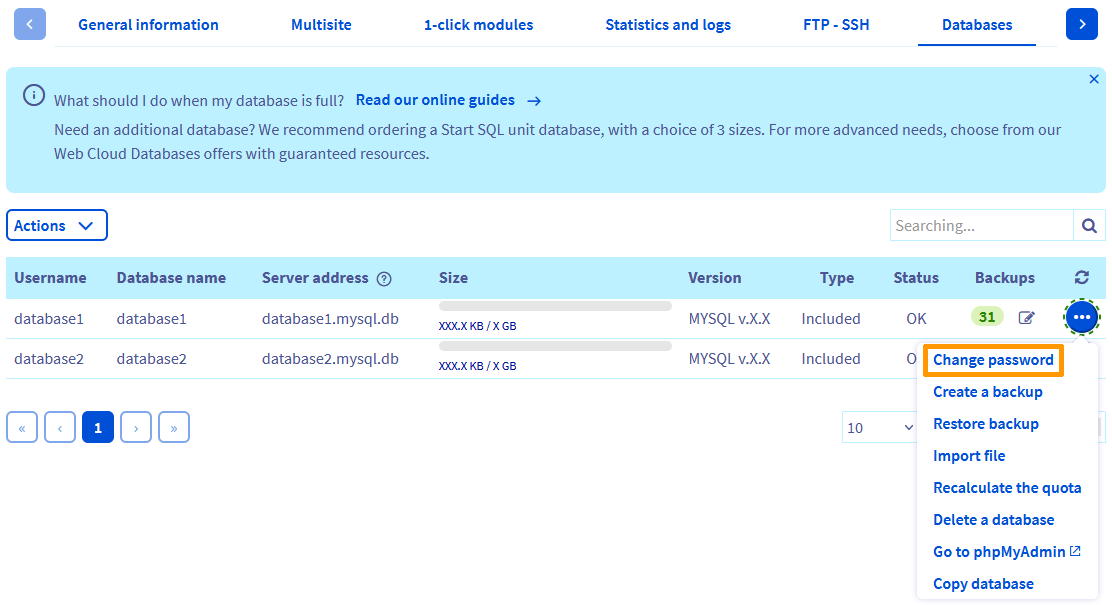 General information Multisite 1-click modules Statistics and logs FTP - SSH Databases
What should I do when my database is full? Read our online guides →
Need an additional database? We recommend ordering a Start SQL unit database, with a choice of 3 sizes. For more advanced needs, choose from our
Web Cloud Databases offers with guaranteed resources.
Actions Searching...
Username Database name Server address Size Version Type Status Backups
database1 database1 database1.mysql.db XXX.X KB / X GB MYSQL v.X.X Included OK 31
database2 database2 database2.mysql.db XXX.X KB / X GB MYSQL v.X.X Included
« ‹ 1 › » 10
Change password
Create a backup
Restore backup
Import file
Recalculate the quota
Delete a database
Go to phpMyAdmin
Copy database